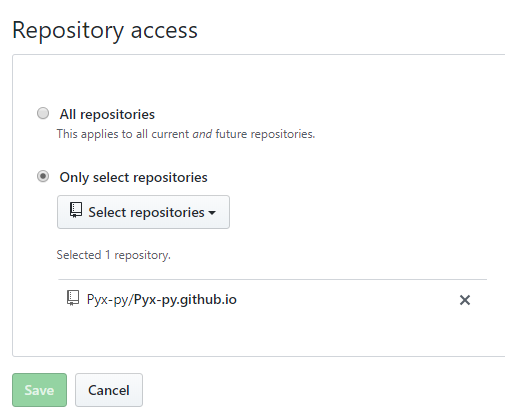 Repository access
All repositories
This applies to all current and future repositories.
Only select repositories
Select repositories
Selected 1 repository.
Pyx-py/Pyx-py.github.io
Save
Cancel